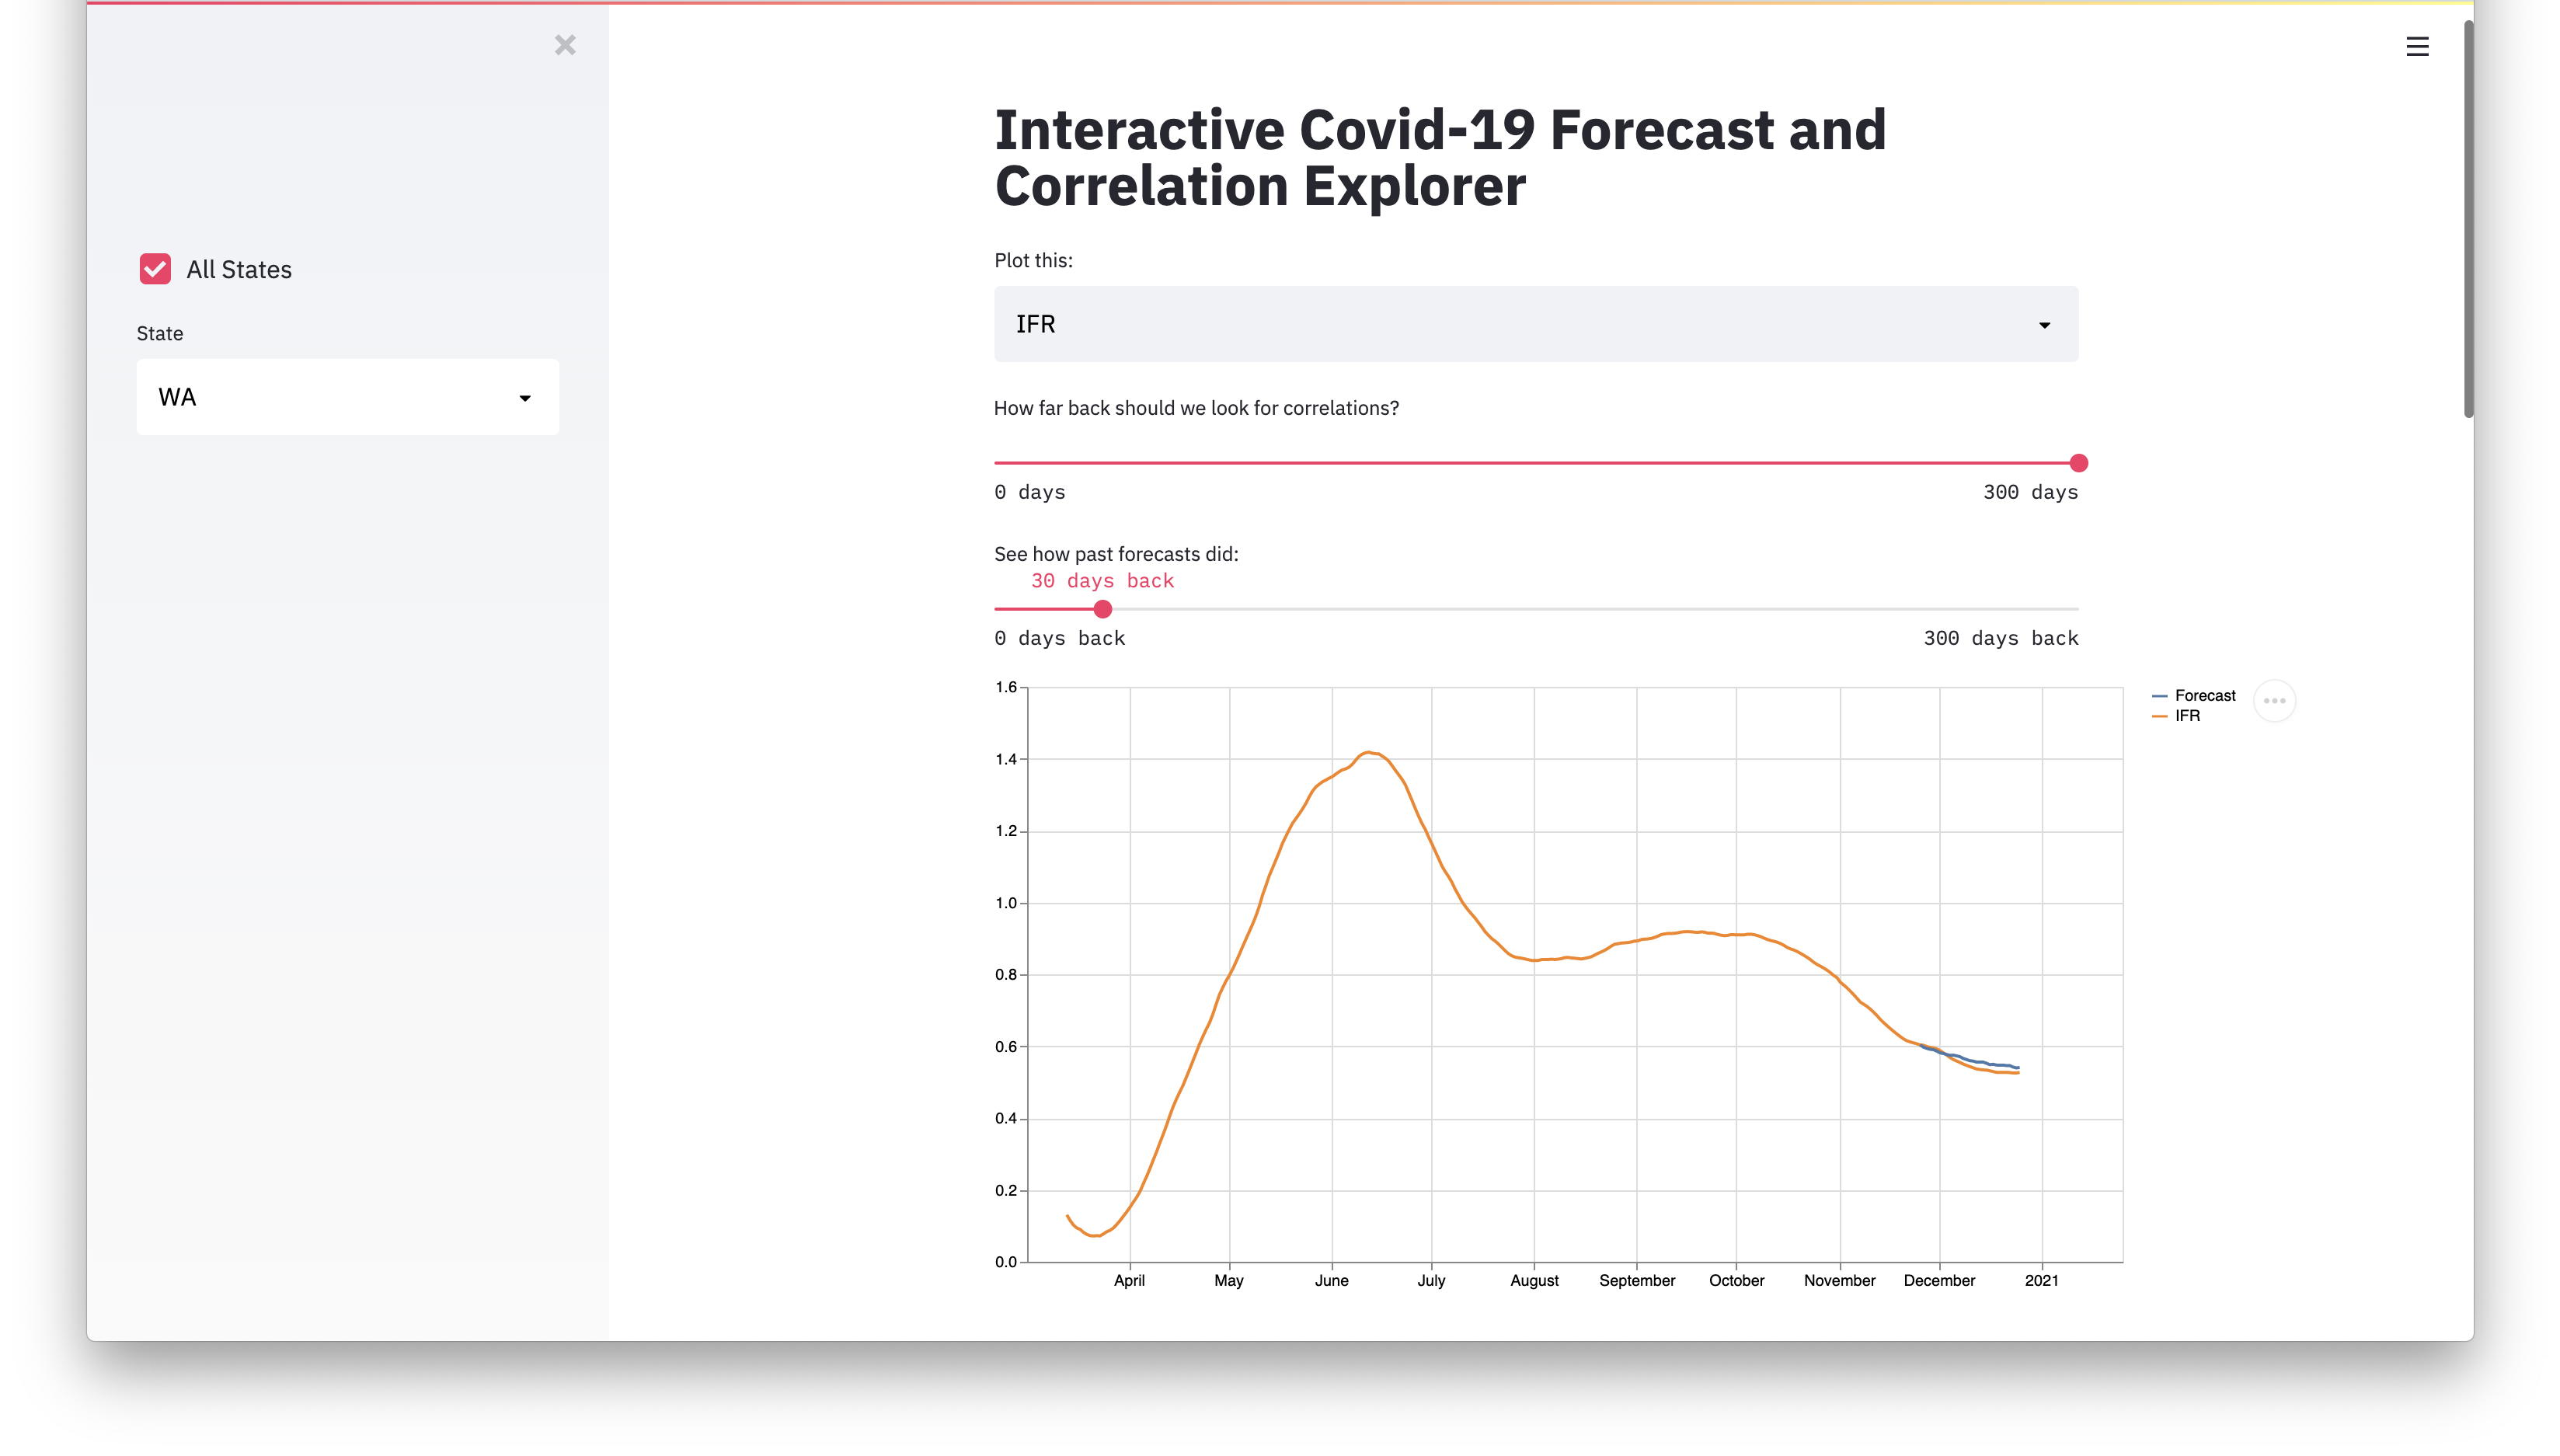 All States
State
WA
Interactive Covid-19 Forecast and
Correlation Explorer
Plot this:
IFR
How far back should we look for correlations?
0 days
300 days
See how past forecasts did:
30 days back
0 days back
300 days back
1.6
1.4
1.2
1.0
0.8
0.6
0.4
0.2
0.0
April
May
June
July
August
September
October
November
December
2021
Forecast
IFR